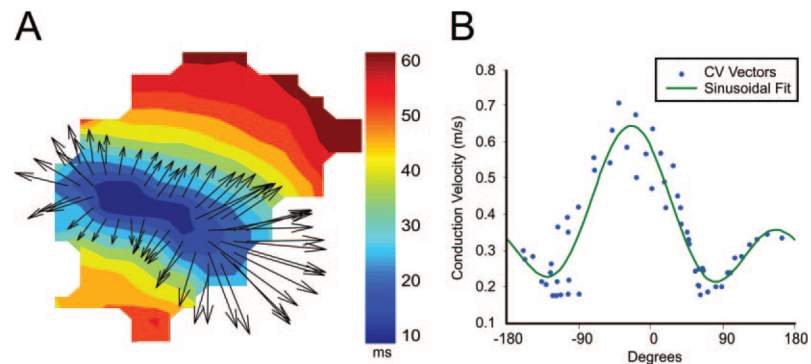 A
60
50
40
30
20
10
ms
B
CV Vectors
Sinusoidal Fit
Conduction Velocity (m/s)
0.8
0.7
0.6
0.5
0.4
0.3
0.2
0.1
-180
-90
0
90
180
Degrees